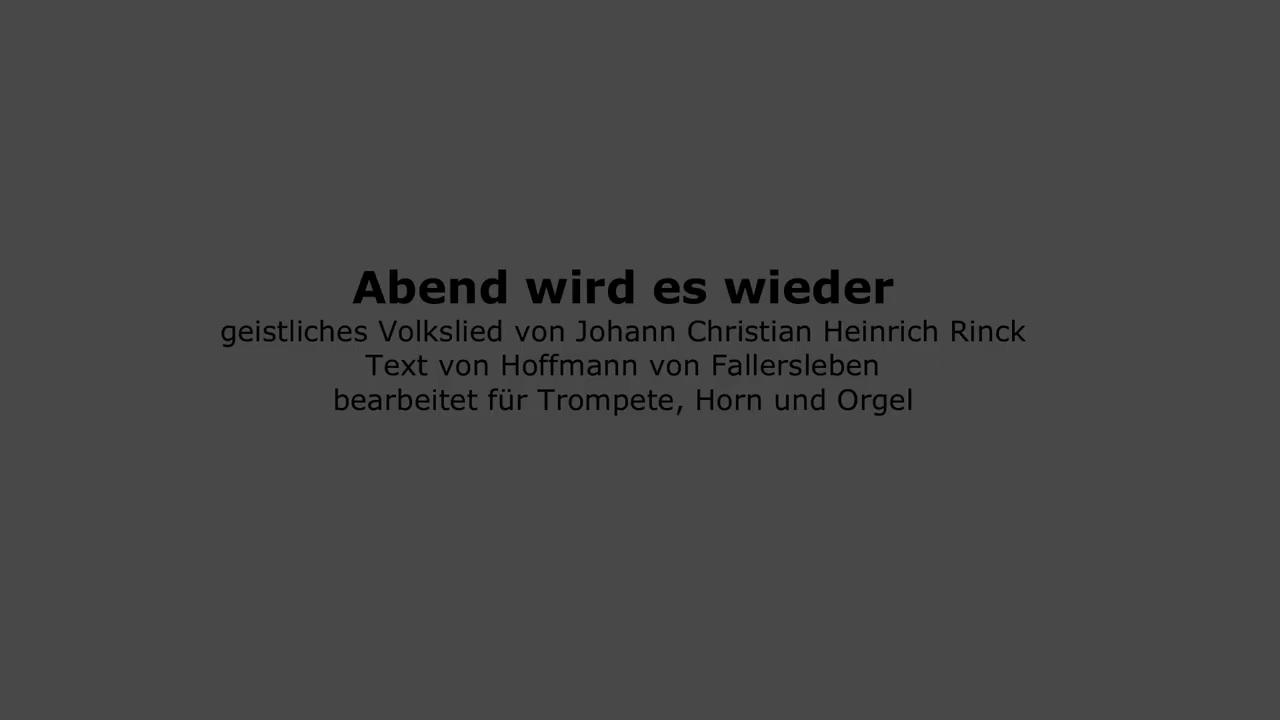 Abend wird es wieder
geistliches Volkslied von Johann Christian Heinrich Rinck
Text von Hoffmann von Fallersleben
bearbeitet für Trompete, Horn und Orgel